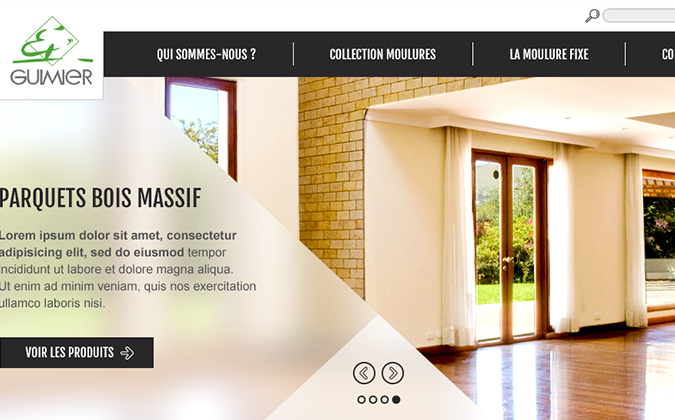 GUIMIER
QUI SOMMES-NOUS ?
COLLECTION MOULURES
LA MOULURE FIXE
CO
PARQUETS BOIS MASSIF
Lorem ipsum dolor sit amet, consectetur
adipisicing elit, sed do eiusmod tempor
incididunt ut labore et dolore magna aliqua.
Ut enim ad minim veniam, quis nos exercitation
ullamco laboris nisi.
VOIR LES PRODUITS